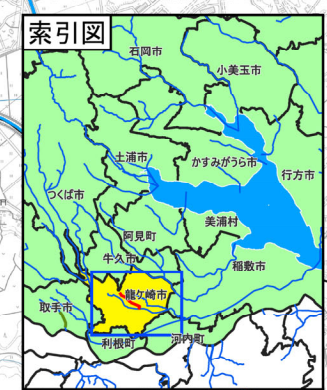 索引図
石岡市
小美玉市
土浦市
かすみがうら市
行方市
つくば市
美浦村
阿見町
稲敷市
牛久市
龍ケ崎市
取手市
利根町
河内町